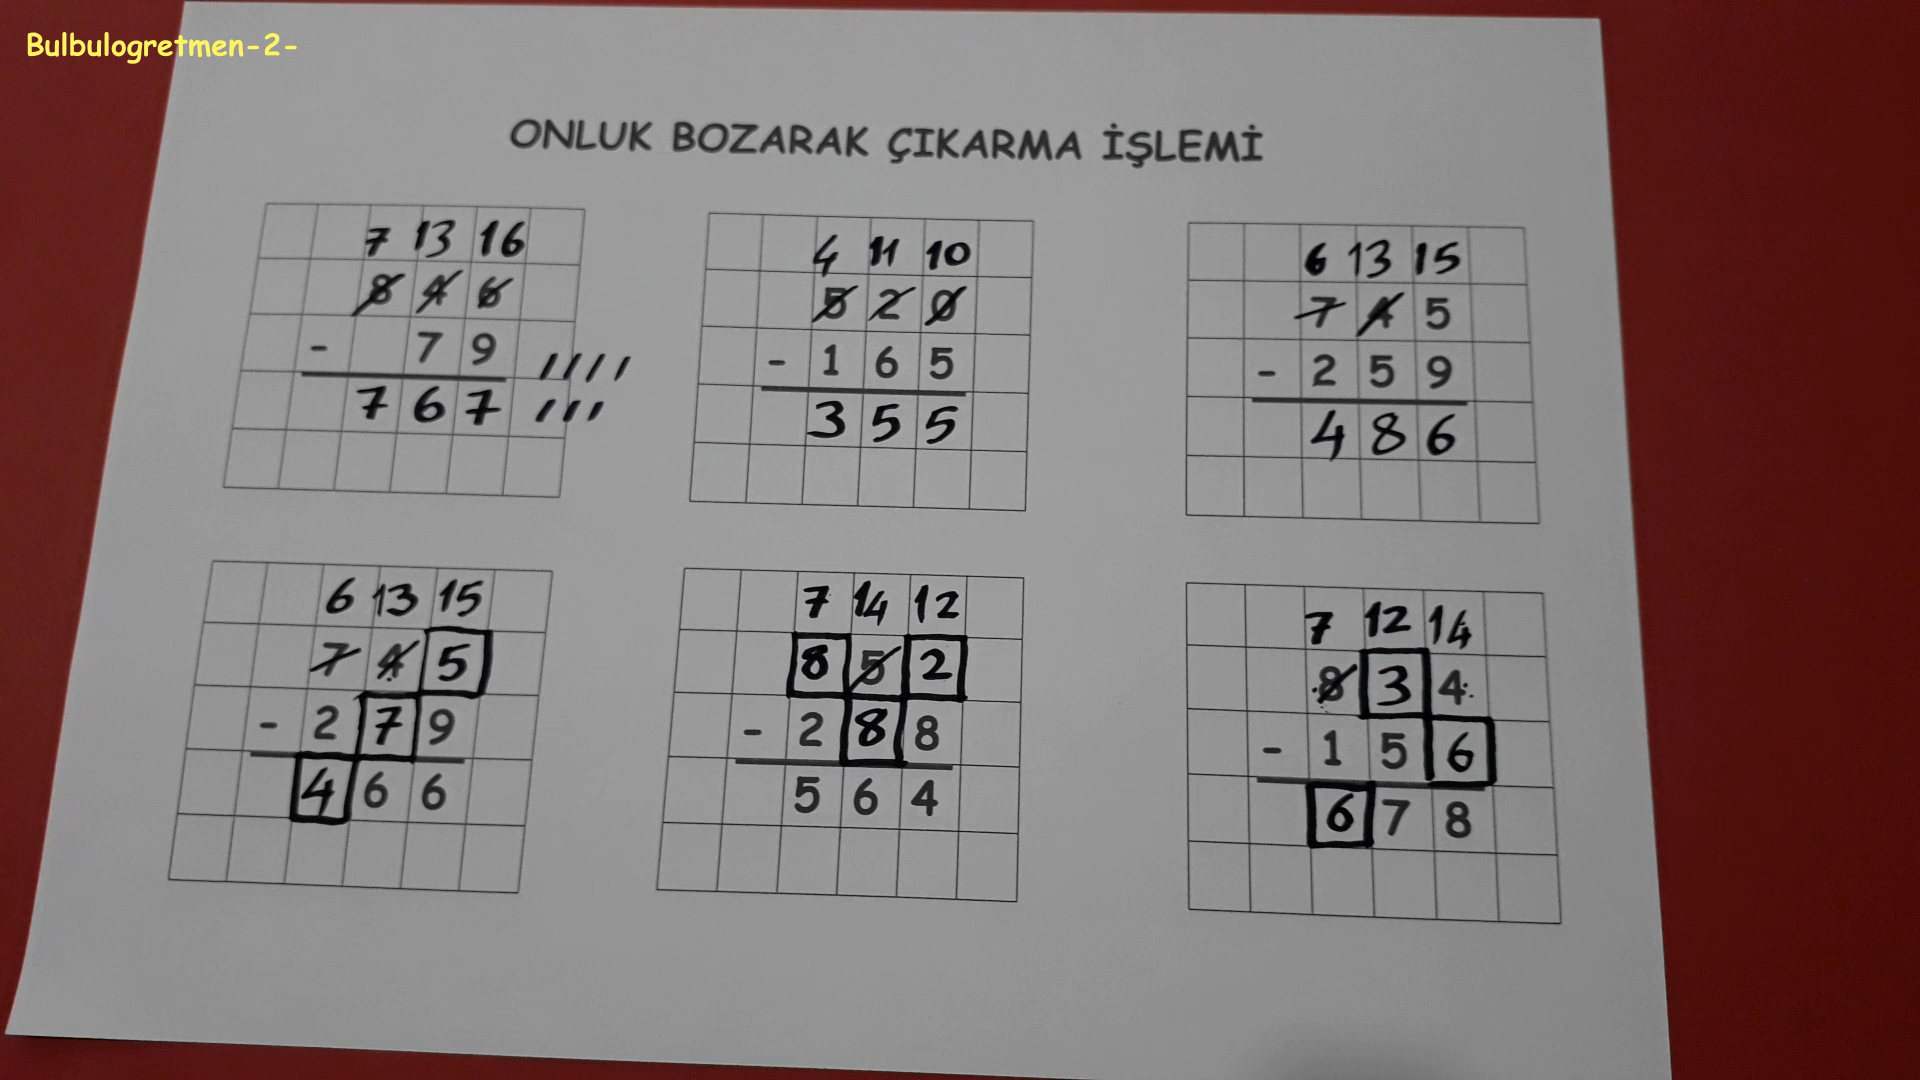 Bulbulogretmen-2-
ONLUK BOZARAK ÇIKARMA İŞLEMİ
7 13 16
8 4 6
- 7 9
7 6 7
4 11 10
5 2 0
- 1 6 5
3 5 5
6 13 15
7 4 5
- 2 5 9
4 8 6
6 13 15
7 4 5
- 2 7 9
4 6 6
7 14 12
8 5 2
- 2 8 8
5 6 4
7 12 14
8 3 4
- 1 5 6
6 7 8